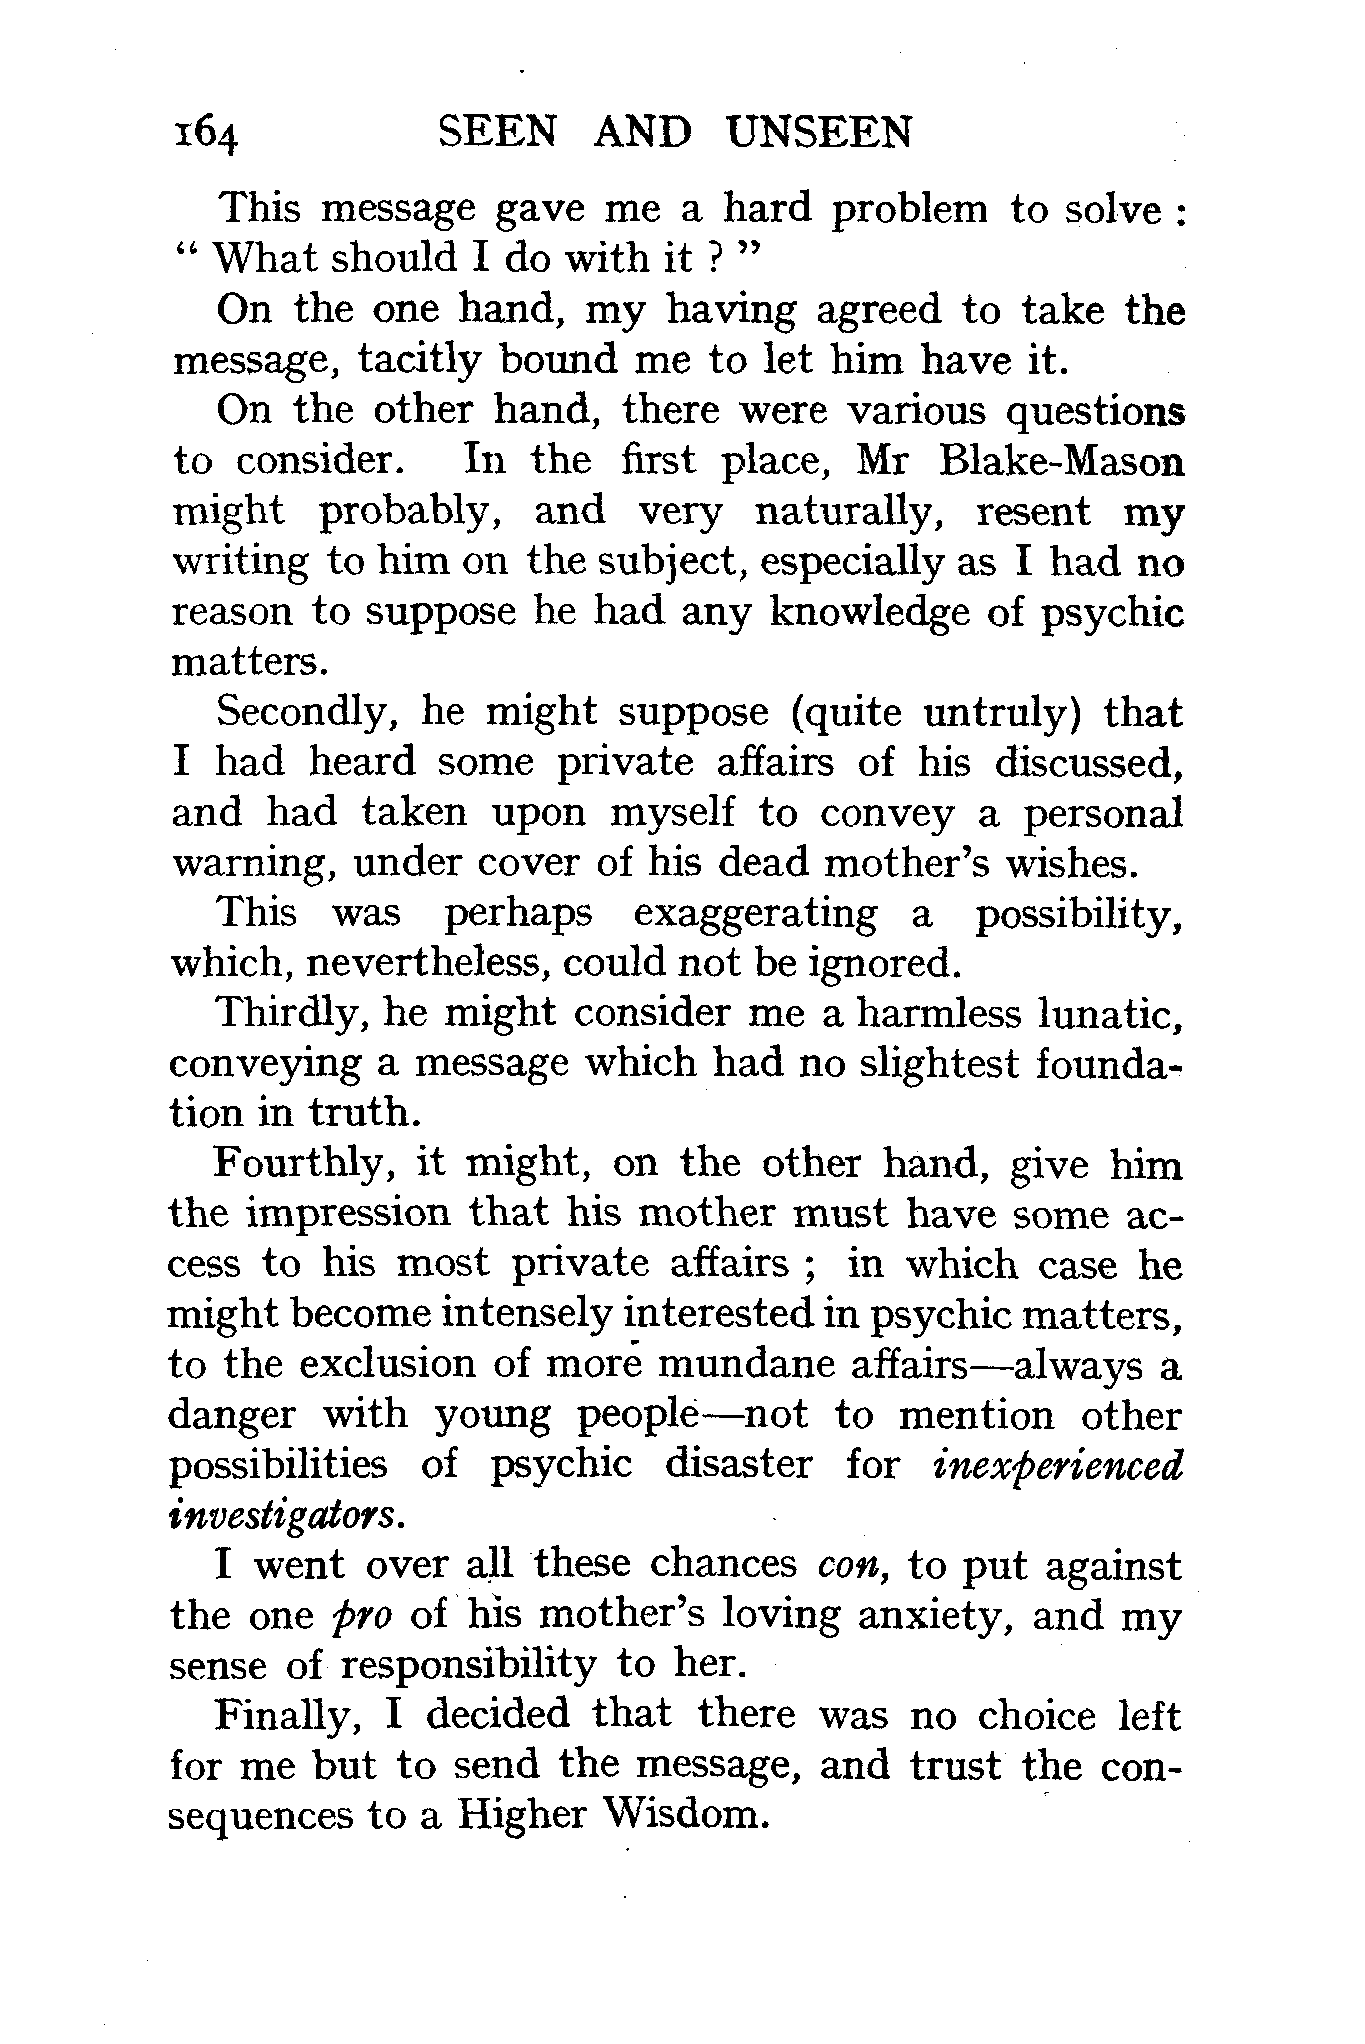 164 SEEN AND UNSEEN
This message gave me a hard problem to solve :
“ What should I do with it ? ”
On the one hand, my having agreed to take the
message, tacitly bound me to let him have it.
On the other hand, there were various questions
to consider. In the first place, Mr Blake-Mason
might probably, and very naturally, resent my
writing to him on the subject, especially as I had no
reason to suppose he had any knowledge of psychic
matters.
Secondly, he might suppose (quite untruly) that
I had heard some private affairs of his discussed,
and had taken upon myself to convey a personal
warning, under cover of his dead mother’s wishes.
This was perhaps exaggerating a possibility,
which, nevertheless, could not be ignored.
Thirdly, he might consider me a harmless lunatic,
conveying a message which had no slightest founda-
tion in truth.
Fourthly, it might, on the other hand, give him
the impression that his mother must have some ac-
cess to his most private affairs ; in which case he
might become intensely interested in psychic matters,
to the exclusion of more mundane affairs—always a
danger with young people—not to mention other
possibilities of psychic disaster for inexperienced
investigators.
I went over all these chances con, to put against
the one pro of his mother’s loving anxiety, and my
sense of responsibility to her.
Finally, I decided that there was no choice left
for me but to send the message, and trust the con-
sequences to a Higher Wisdom.